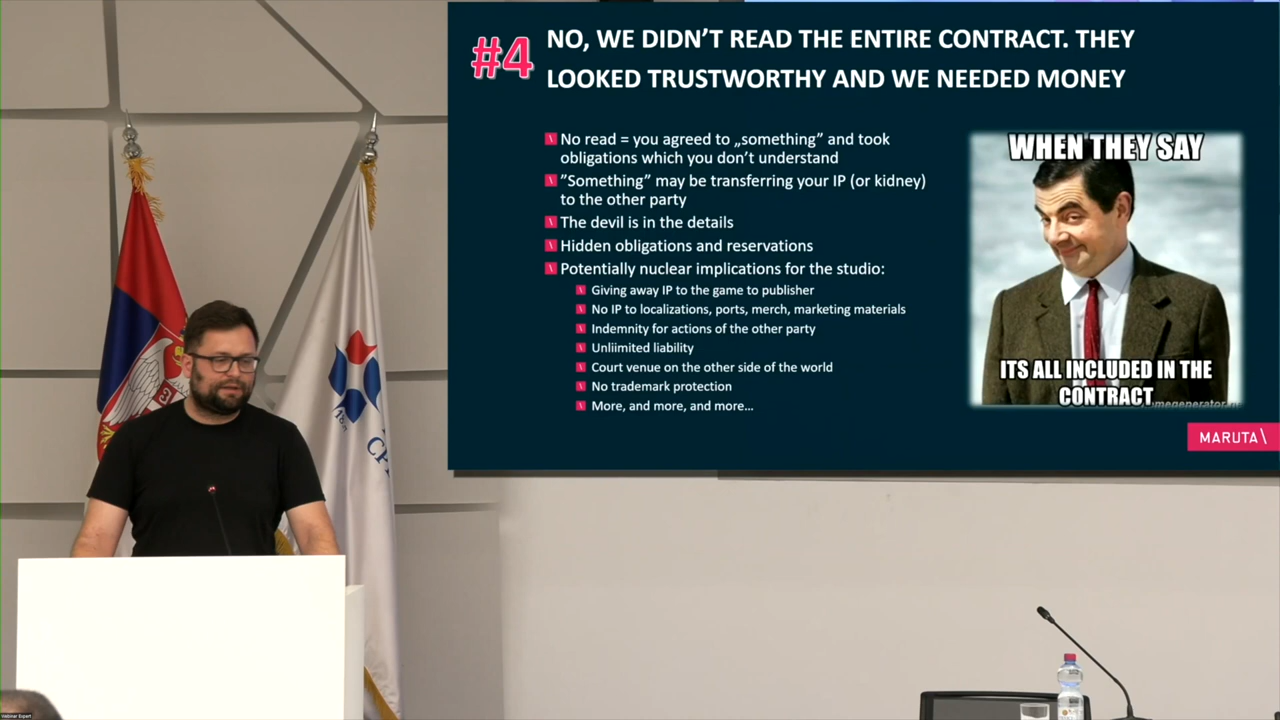 #4
NO, WE DIDN'T READ THE ENTIRE CONTRACT. THEY
LOOKED TRUSTWORTHY AND WE NEEDED MONEY
No read = you agreed to „something” and took
obligations which you don't understand
”Something” may be transferring your IP (or kidney)
to the other party
The devil is in the details
Hidden obligations and reservations
Potentially nuclear implications for the studio:
Giving away IP to the game to publisher
No IP to localizations, ports, merch, marketing materials
Indemnity for actions of the other party
Unliimited liability
Court venue on the other side of the world
No trademark protection
More, and more, and more...
WHEN THEY SAY
ITS ALL INCLUDED IN THE
CONTRACT
MARUTA\
Webinar Expert